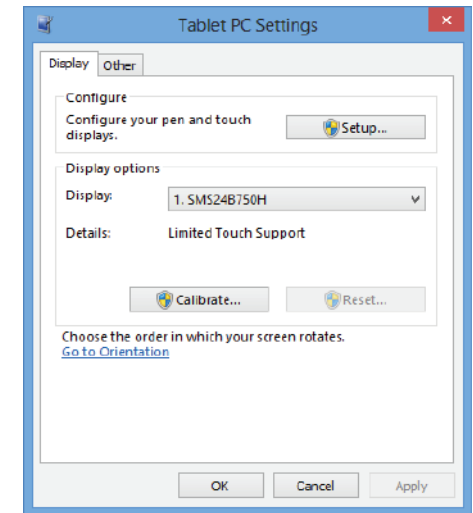 Tablet PC Settings
Display
Other
Configure
Configure your pen and touch
displays.
Setup...
Display options
Display:
1. SMS24B750H
Details:
Limited Touch Support
Calibrate...
Reset...
Choose the order in which your screen rotates.
Go to Orientation
OK
Cancel
Apply